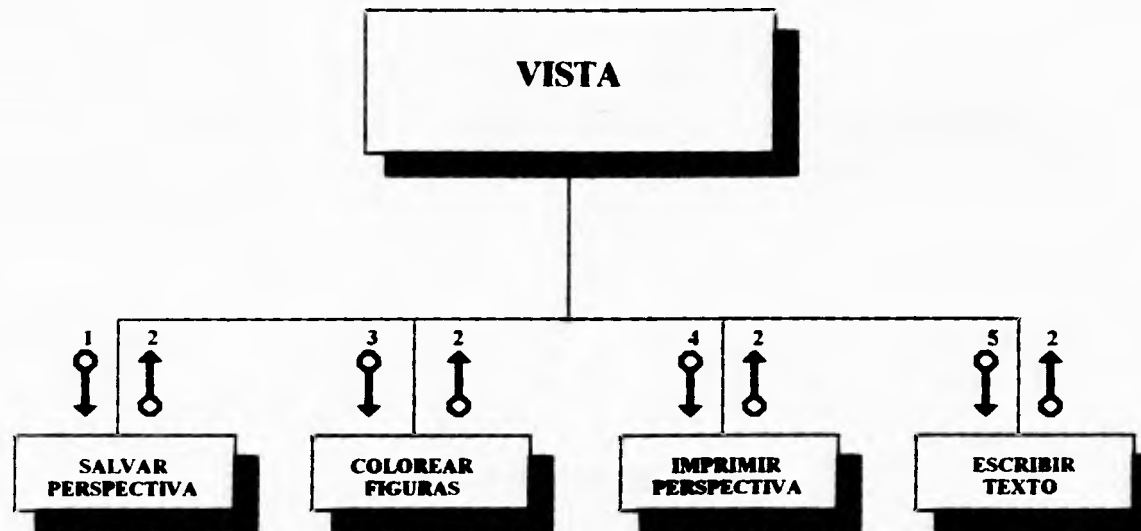 VISTA
1 2 3 2 4 2 5 2
SALVAR
PERSPECTIVA
COLOREAR
FIGURAS
IMPRIMIR
PERSPECTIVA
ESCRIBIR
TEXTO